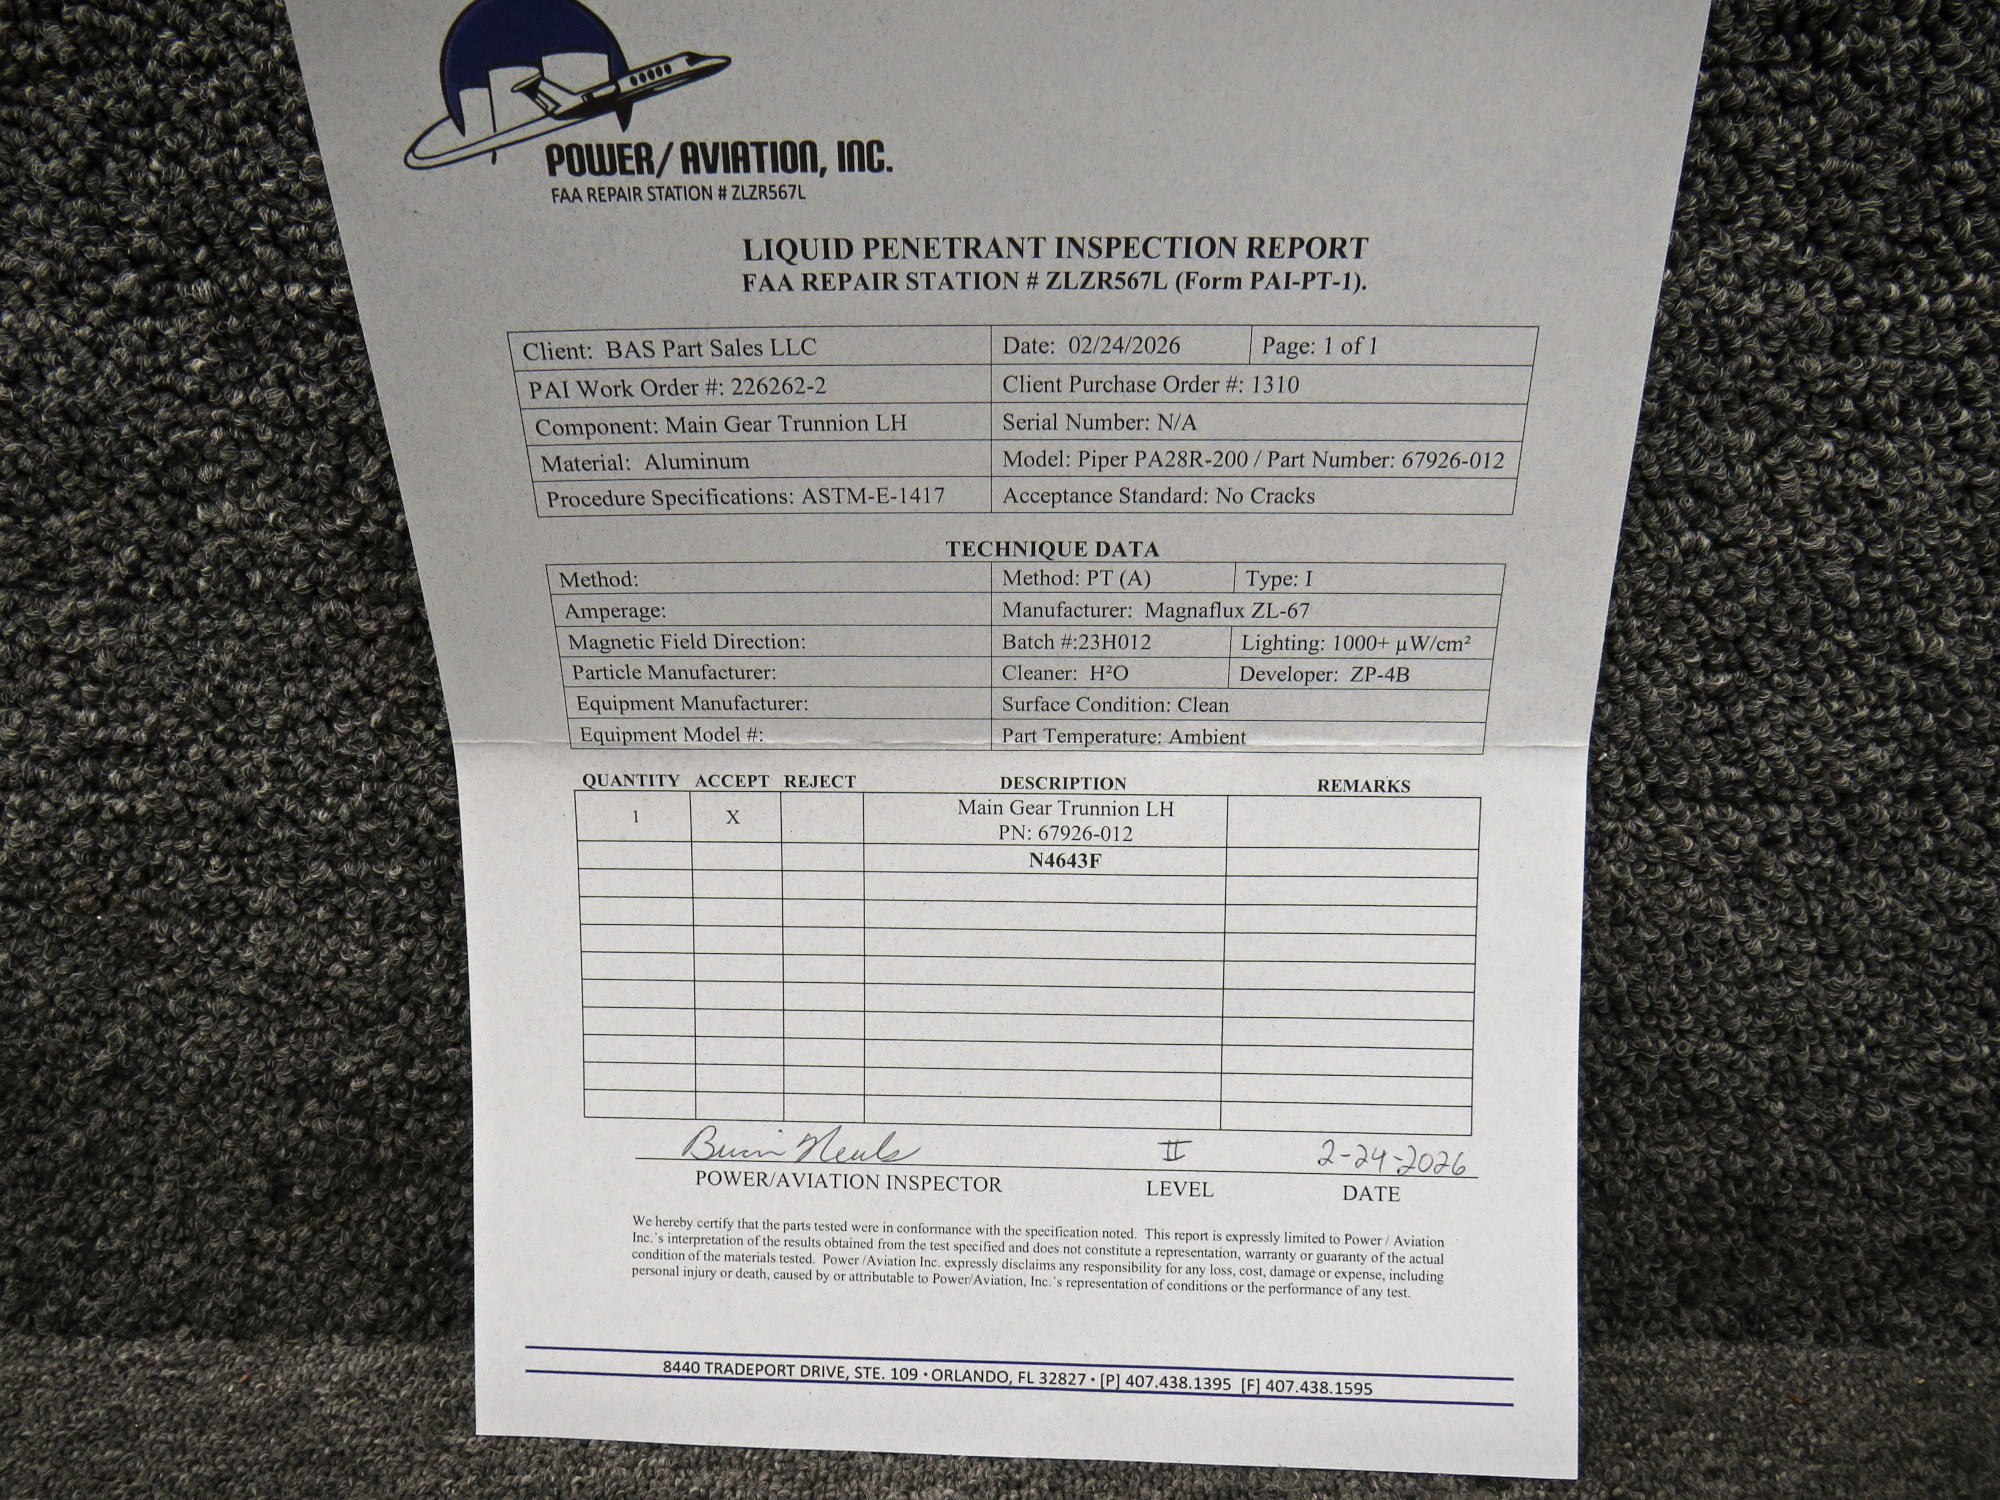 POWER/ AVIATION, INC.
FAA REPAIR STATION # ZLZR567L
LIQUID PENETRANT INSPECTION REPORT
FAA REPAIR STATION # ZLZR567L (Form PAI-PT-1).
Client: BAS Part Sales LLC Date: 02/24/2026 Page: 1 of 1
PAI Work Order #: 226262-2 Client Purchase Order #: 1310
Component: Main Gear Trunnion LH Serial Number: N/A
Material: Aluminum Model: Piper PA28R-200 / Part Number: 67926-012
Procedure Specifications: ASTM-E-1417 Acceptance Standard: No Cracks
TECHNIQUE DATA
Method: Method: PT (A) Type: I
Amperage: Manufacturer: Magnaflux ZL-67
Magnetic Field Direction: Batch #:23H012 Lighting: 1000+ µW/cm²
Particle Manufacturer: Cleaner: H²O Developer: ZP-4B
Equipment Manufacturer: Surface Condition: Clean
Equipment Model #: Part Temperature: Ambient
QUANTITY ACCEPT REJECT DESCRIPTION REMARKS
1 X Main Gear Trunnion LH
PN: 67926-012
N4643F
II 2-24-2026
POWER/AVIATION INSPECTOR LEVEL DATE
We hereby certify that the parts tested were in conformance with the specification noted. This report is expressly limited to Power / Aviation
Inc.'s interpretation of the results obtained from the test specified and does not constitute a representation, warranty or guaranty of the actual
condition of the materials tested. Power /Aviation Inc. expressly disclaims any responsibility for any loss, cost, damage or expense, including
personal injury or death, caused by or attributable to Power/Aviation, Inc.'s representation of conditions or the performance of any test.
8440 TRADEPORT DRIVE, STE. 109 • ORLANDO, FL 32827 • [P] 407.438.1395 [F] 407.438.1595